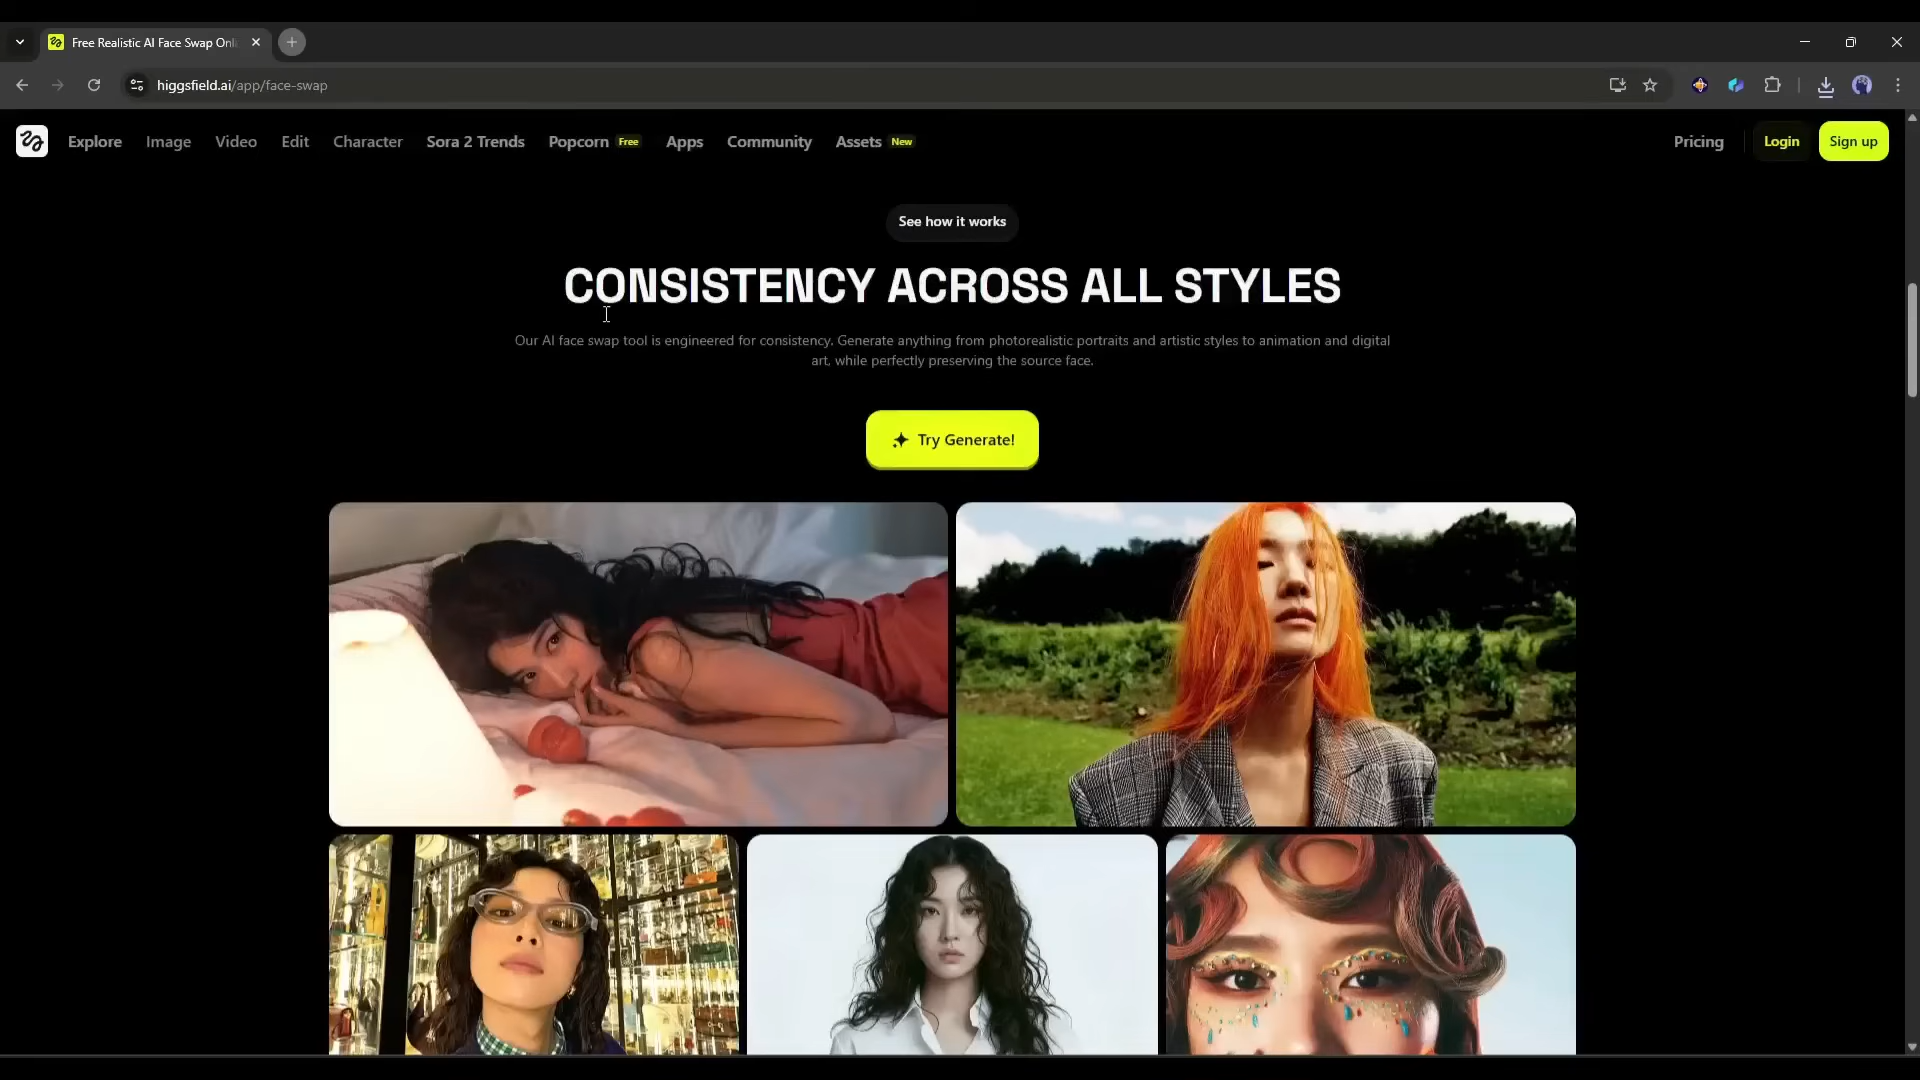 Free Realistic AI Face Swap Onl
higgsfield.ai/app/face-swap
Explore Image Video Edit Character Sora 2 Trends Popcorn Free Apps Community Assets New Pricing Login Sign up
See how it works
CONSISTENCY ACROSS ALL STYLES
Our AI face swap tool is engineered for consistency. Generate anything from photorealistic portraits and artistic styles to animation and digital
art, while perfectly preserving the source face.
Try Generate!